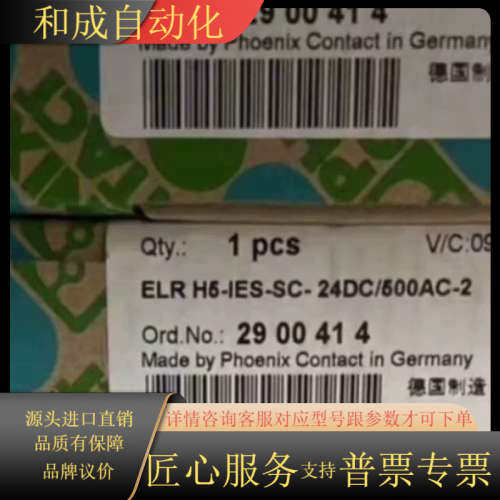 和成自动化
29 00 41 4
Made by Phoenix Contact in Germany
德国制造
Qty.: 1 pcs V/C:09
ELR H5-IES-SC- 24DC/500AC-2
Ord.No.: 29 00 41 4
Made by Phoenix Contact in Germany
德国制造
源头进口直销
品质有保障
品牌议价
详情咨询客服对应型号跟参数才可下单
匠心服务支持普票专票